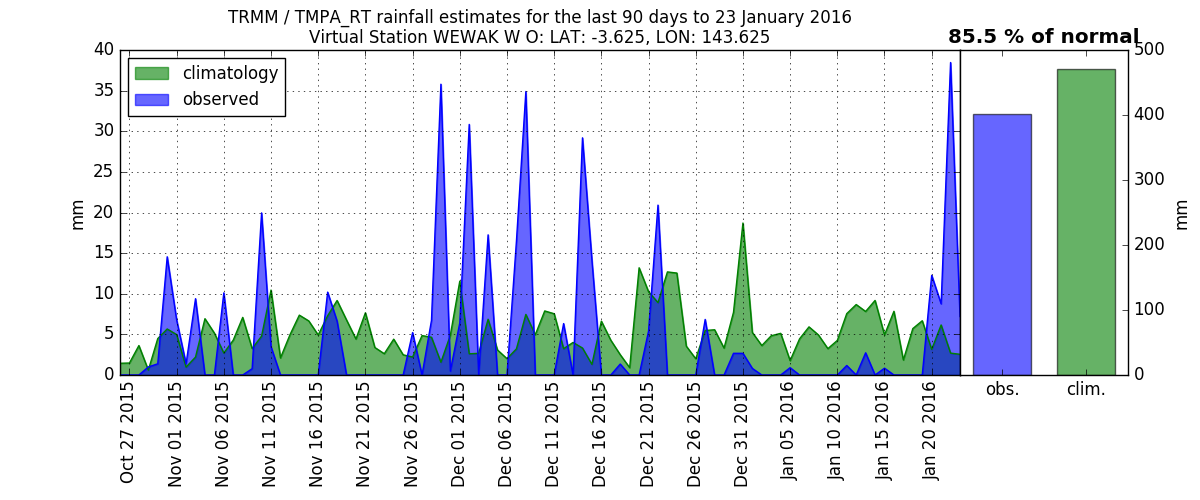 TRMM / TMPA_RT rainfall estimates for the last 90 days to 23 January 2016
Virtual Station WEWAK W O: LAT: -3.625, LON: 143.625
85.5 % of normal
climatology
observed
40
35
30
25
20
15
10
5
0
mm
Oct 27 2015
Nov 01 2015
Nov 06 2015
Nov 11 2015
Nov 16 2015
Nov 21 2015
Nov 26 2015
Dec 01 2015
Dec 06 2015
Dec 11 2015
Dec 16 2015
Dec 21 2015
Dec 26 2015
Dec 31 2015
Jan 05 2016
Jan 10 2016
Jan 15 2016
Jan 20 2016
obs.
clim.
500
400
300
200
100
0
mm